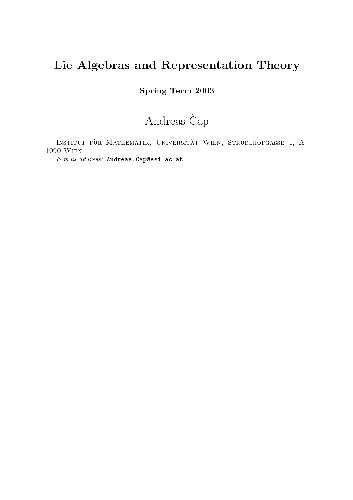 Lie Algebras and Representation Theory
Spring Term 2003
Andreas Čap
Institut für Mathematik, Universität Wien, Strudlhofgasse 4, A–
1090 Wien
E-mail address: Andreas.Cap@esi.ac.at